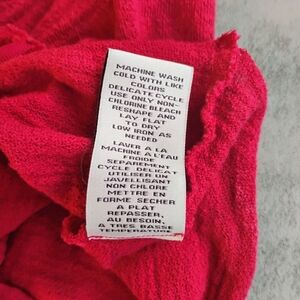 MACHINE WASH
COLD WITH LIKE
COLORS
DELICATE CYCLE
USE ONLY NON-
CHLORINE BLEACH
RESHAPE AND
LAY FLAT
TO DRY
LOW IRON AS
NEEDED
LAVER A LA
MACHINE A L'EAU
FROIDE
SEPAREMENT
CYCLE DELICAT
UTILISER UN
JAVELLISANT
NON CHLORE
METTRE EN
FORME SECHER
A PLAT
REPASSER,
AU BESOIN,
A TRES BASSE
TEMPERATURE